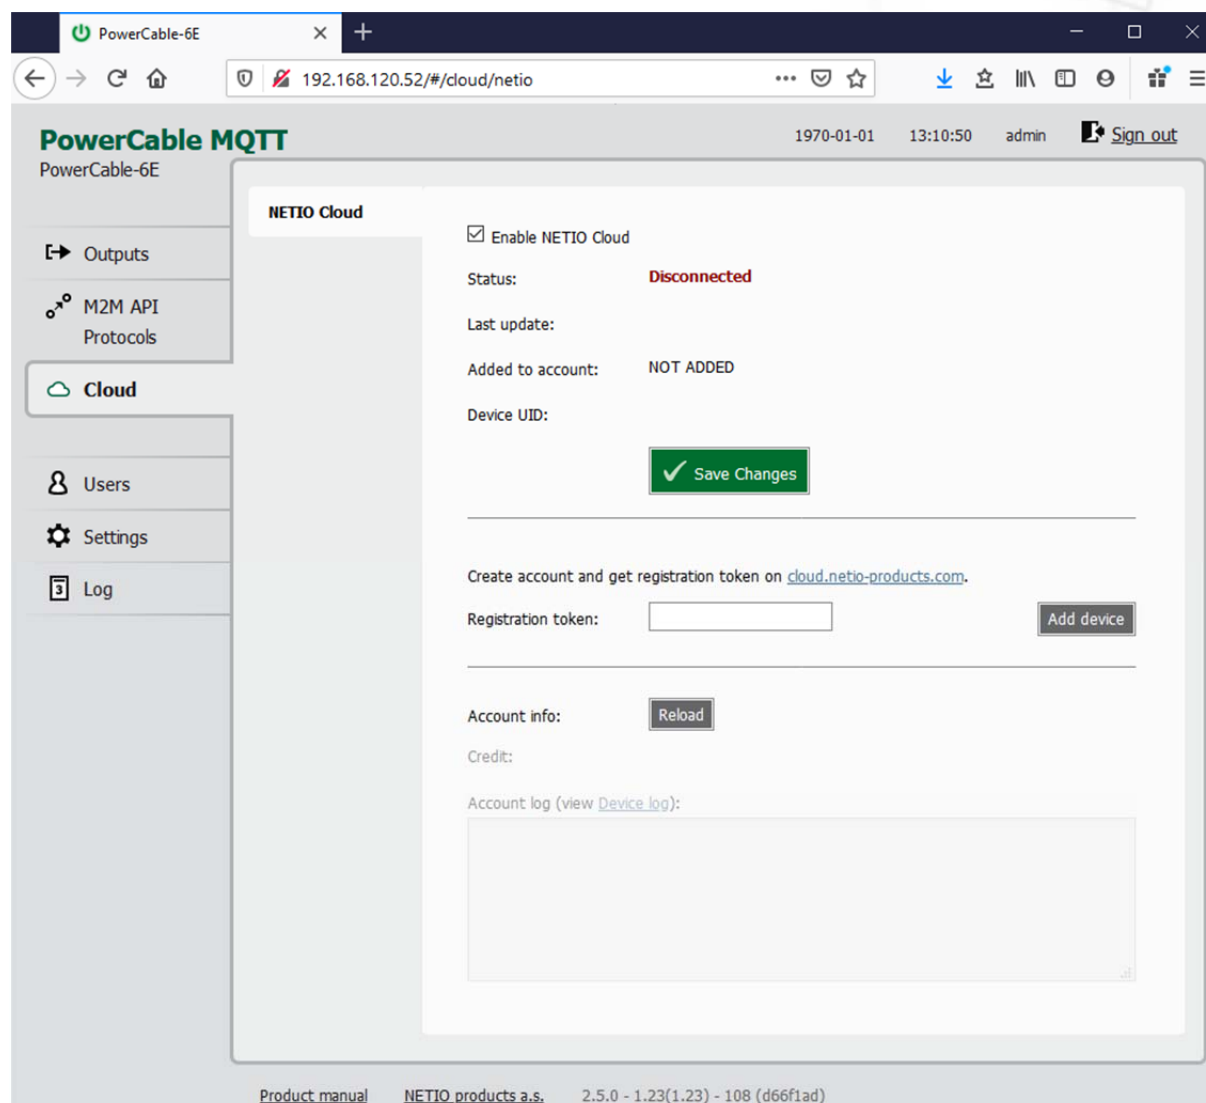 PowerCable-6E
192.168.120.52/#/cloud/netio
PowerCable MQTT
1970-01-01 13:10:50 admin Sign out
PowerCable-6E
NETIO Cloud
Outputs
M2M API
Protocols
Cloud
Users
Settings
3 Log
Enable NETIO Cloud
Status: Disconnected
Last update:
Added to account: NOT ADDED
Device UID:
Save Changes
Create account and get registration token on cloud.netio-products.com.
Registration token: Add device
Account info: Reload
Credit:
Account log (view Device log):
Product manual NETIO products a.s. 2.5.0 - 1.23(1.23) - 108 (d66f1ad)